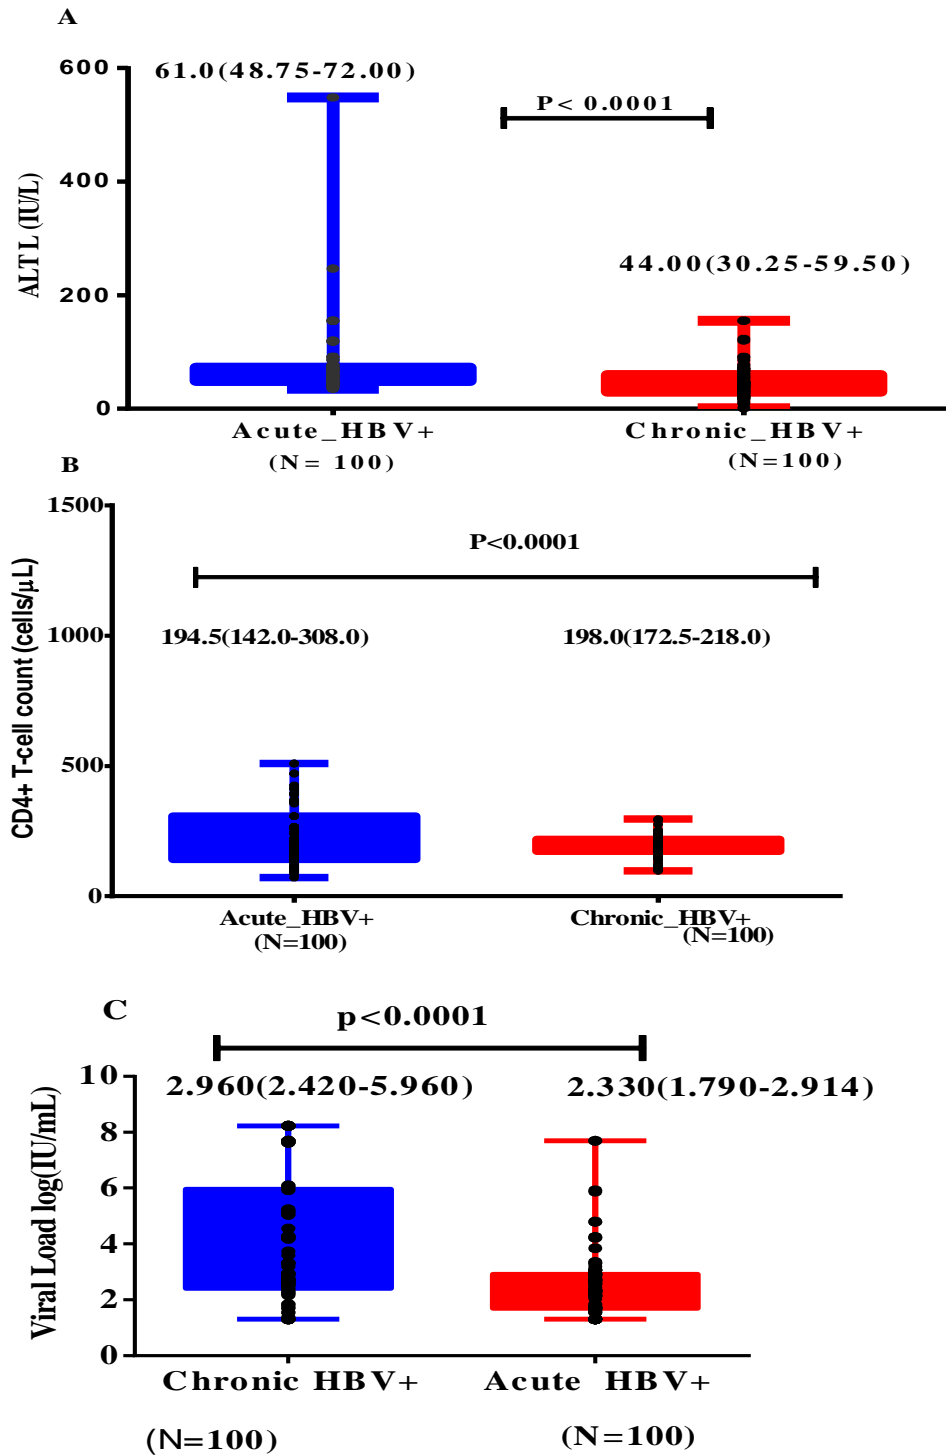 A
600
61.0(48.75-72.00)
P< 0.0001
400
ALT L (IU/L)
44.00(30.25-59.50)
200
0
Acute_HBV+
Chronic_HBV+
(N= 100)
(N=100)
B
1500
P<0.0001
CD4+ T-cell count (cells/μL)
1000
194.5(142.0-308.0)
198.0(172.5-218.0)
500
0
Acute_HBV+
Chronic_HBV+
(N=100)
(N=100)
C
p<0.0001
10
2.960(2.420-5.960)
2.330(1.790-2.914)
8
Viral Load log(IU/mL)
6
4
2
0
Chronic HBV+
Acute HBV+
(N=100)
(N=100)